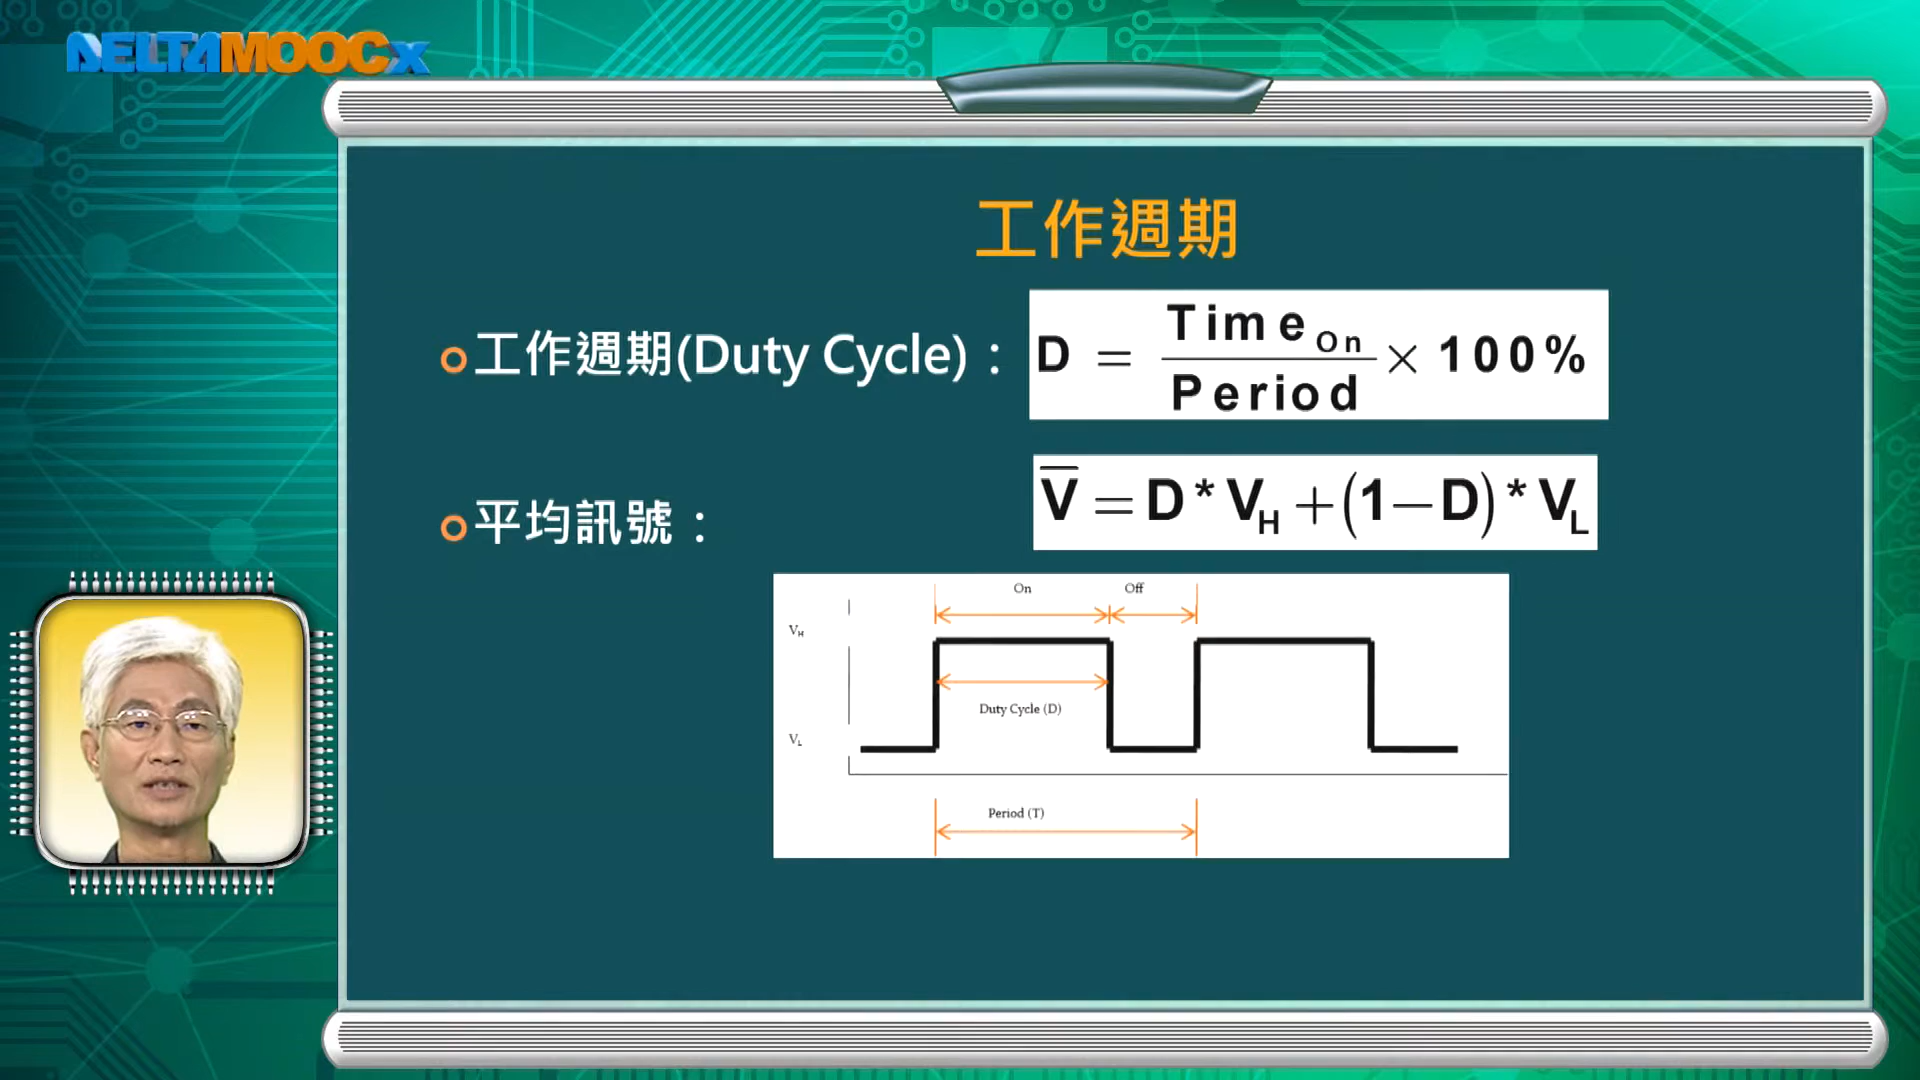 DELTAMOOCx
工作週期
工作週期(Duty Cycle)：
D = Time On / Period × 100%
平均訊號：
V̅ = D * VH + (1 − D) * VL
On Off
VH
Duty Cycle (D)
VL
Period (T)